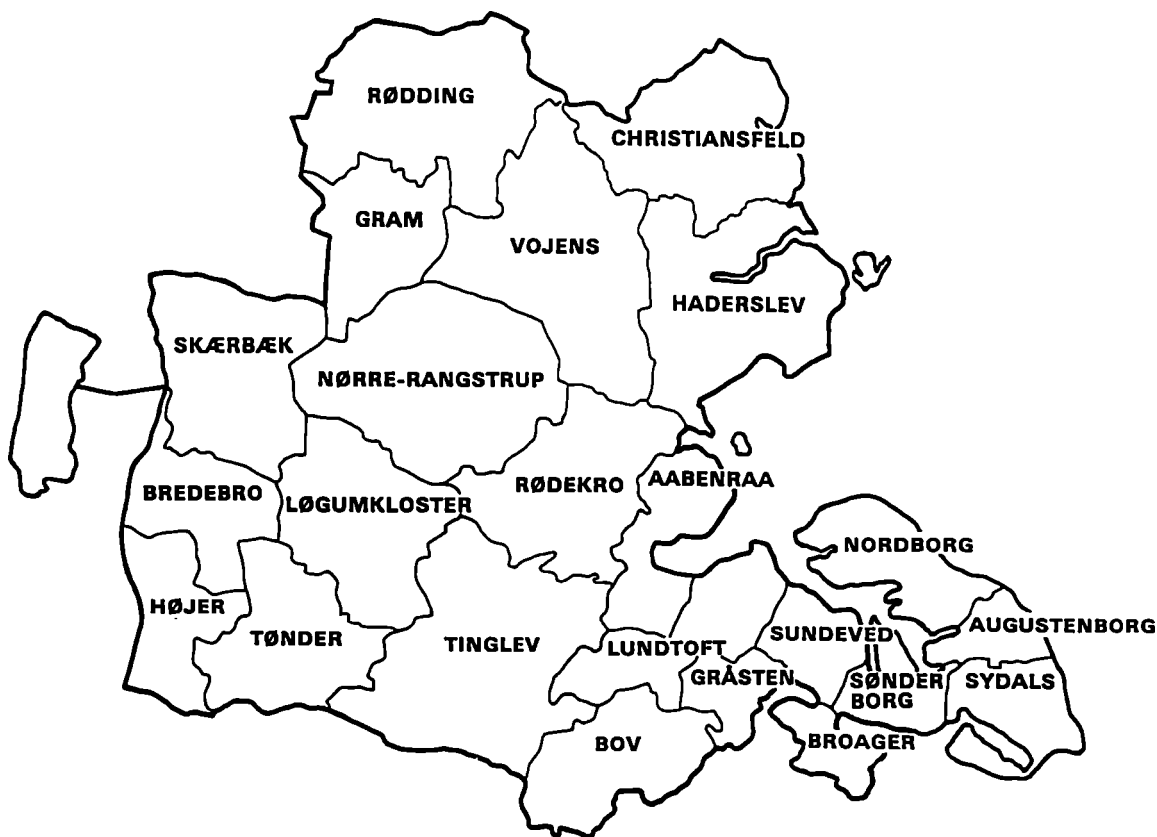 RØDDING
CHRISTIANSFELD
GRAM
VOJENS
HADERSLEV
SKÆRBÆK
NØRRE-RANGSTRUP
AABENRAA
RØDEKRO
BREDEBRO
LØGUMKLOSTER
NORDBORG
HØJER
TØNDER
TINGLEV
LUNDTOFT
SUNDEVED
AUGUSTENBORG
GRÅSTEN
SØNDER
BORG
SYDALS
BOV
BROAGER